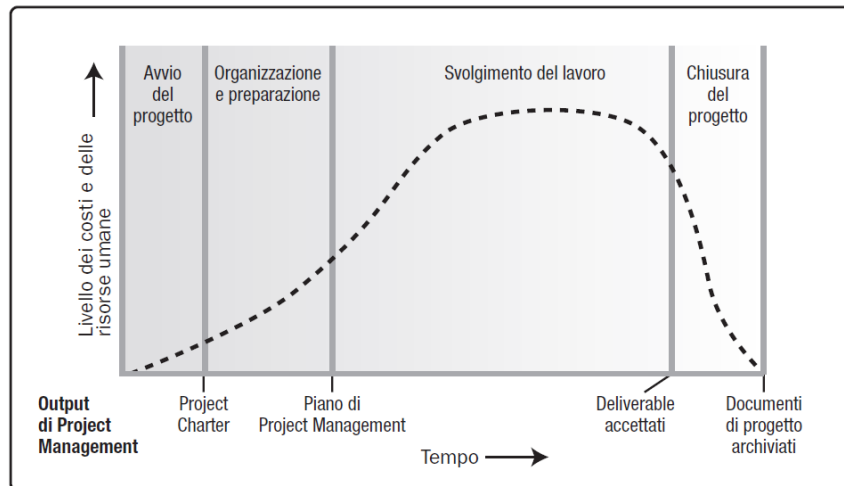 Avvio
del
progetto
Organizzazione
e preparazione
Svolgimento del lavoro
Chiusura
del
progetto
Livello dei costi e delle
risorse umane
Output
di Project
Management
Project
Charter
Piano di
Project Management
Deliverable
accettati
Documenti
di progetto
archiviati
Tempo